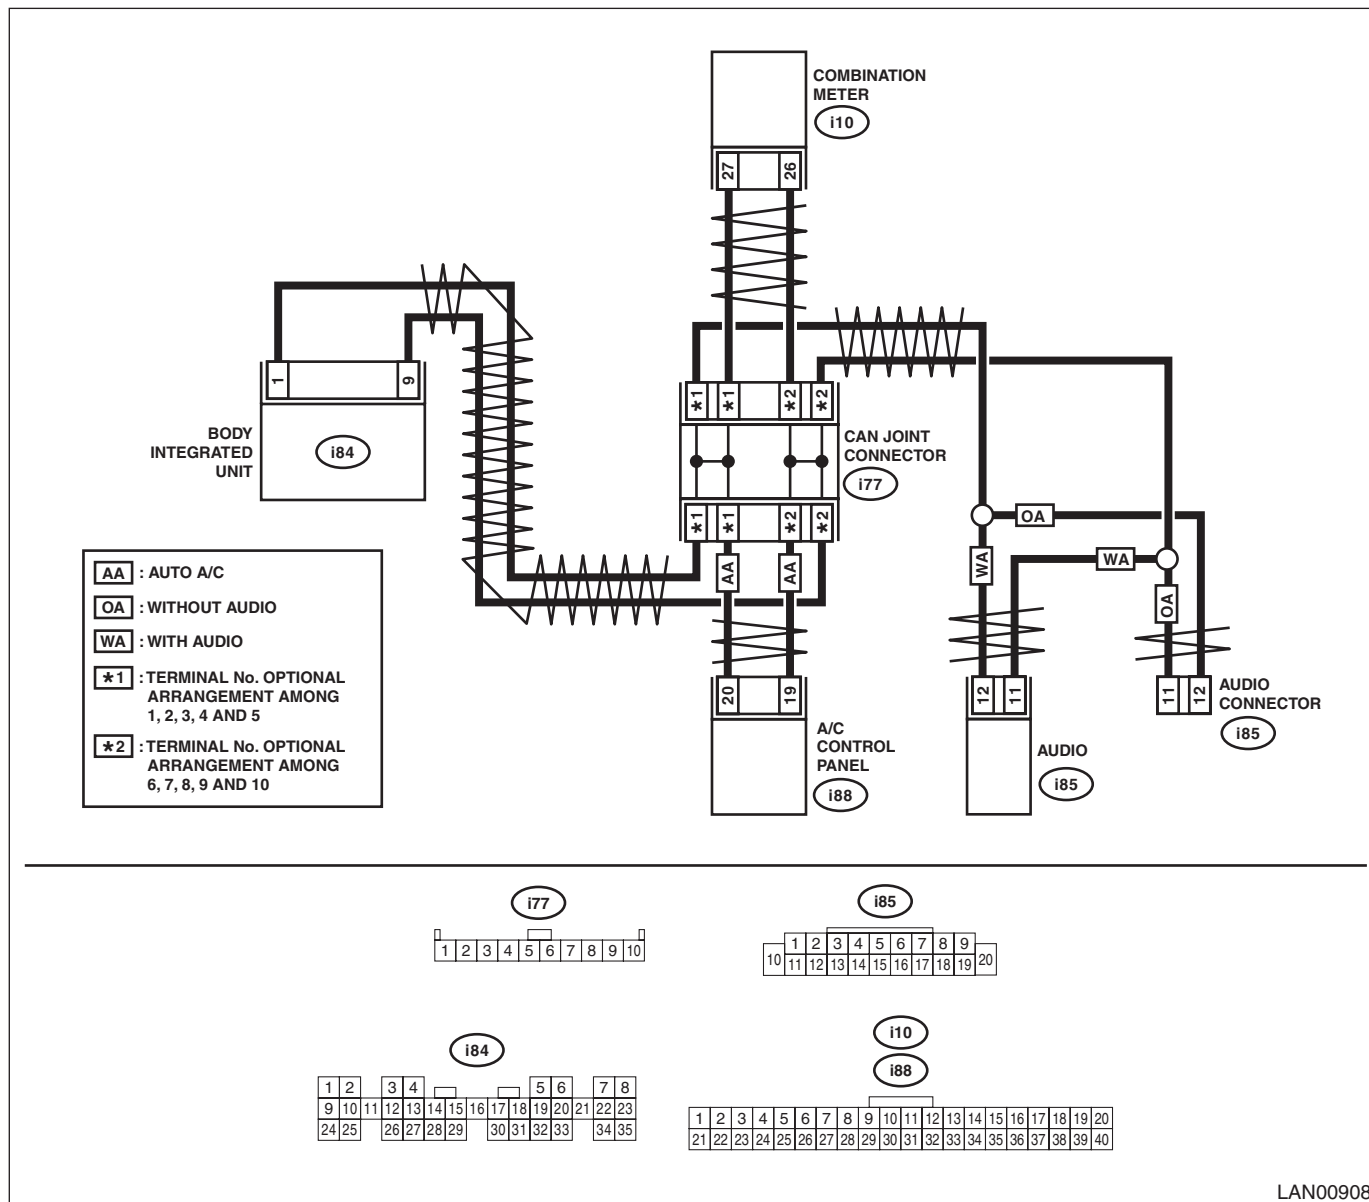 COMBINATION
METER
i10
27 26
1 9
BODY
INTEGRATED
UNIT
i84
*1 *1 *2 *2
CAN JOINT
CONNECTOR
i77
*1 *1 *2 *2
AA AA
OA
WA
WA
OA
20 19
A/C
CONTROL
PANEL
i88
12 11
AUDIO
i85
11 12
AUDIO
CONNECTOR
i85
AA : AUTO A/C
OA : WITHOUT AUDIO
WA : WITH AUDIO
*1 : TERMINAL No. OPTIONAL
ARRANGEMENT AMONG
1, 2, 3, 4 AND 5
*2 : TERMINAL No. OPTIONAL
ARRANGEMENT AMONG
6, 7, 8, 9 AND 10
i77
1 2 3 4 5 6 7 8 9 10
i85
1 2 3 4 5 6 7 8 9
10 11 12 13 14 15 16 17 18 19 20
i84
1 2 3 4 5 6 7 8
9 10 11 12 13 14 15 16 17 18 19 20 21 22 23
24 25 26 27 28 29 30 31 32 33 34 35
i10
i88
1 2 3 4 5 6 7 8 9 10 11 12 13 14 15 16 17 18 19 20
21 22 23 24 25 26 27 28 29 30 31 32 33 34 35 36 37 38 39 40
LAN00908